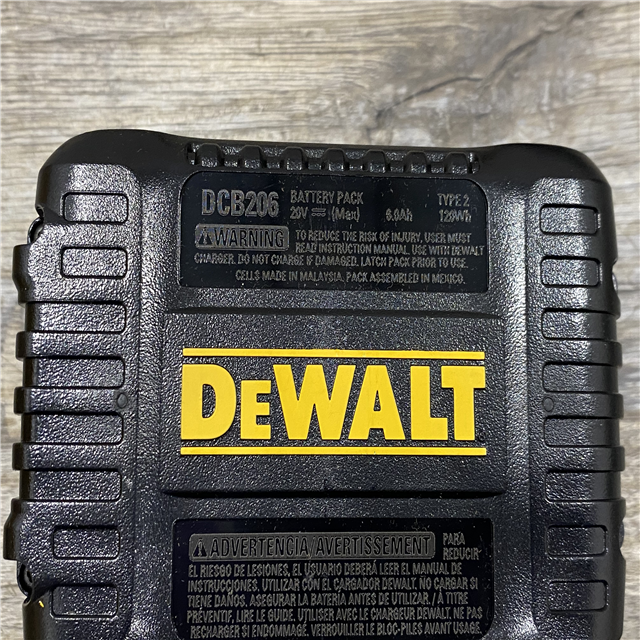 DCB206 BATTERY PACK TYPE 2
20V ⎓ (Max) 6.0Ah 120Wh
⚠WARNING TO REDUCE THE RISK OF INJURY, USER MUST
READ INSTRUCTION MANUAL. USE WITH DEWALT
CHARGER. DO NOT CHARGE IF DAMAGED. LATCH PACK PRIOR TO USE.
CELLS MADE IN MALAYSIA, PACK ASSEMBLED IN MEXICO.
DEWALT
⚠ADVERTENCIA/AVERTISSEMENT PARA
REDUCIR
EL RIESGO DE LESIONES, EL USUARIO DEBERÁ LEER EL MANUAL DE
INSTRUCCIONES. UTILIZAR CON EL CARGADOR DEWALT. NO CARGAR SI
TIENE DAÑOS. ASEGURAR LA BATERÍA ANTES DE UTILIZAR. / À TITRE
PRÉVENTIF, LIRE LE GUIDE. UTILISER AVEC LE CHARGEUR DEWALT. NE PAS
RECHARGER SI ENDOMMAGÉ. VERROUILLER LE BLOC-PILES AVANT USAGE.